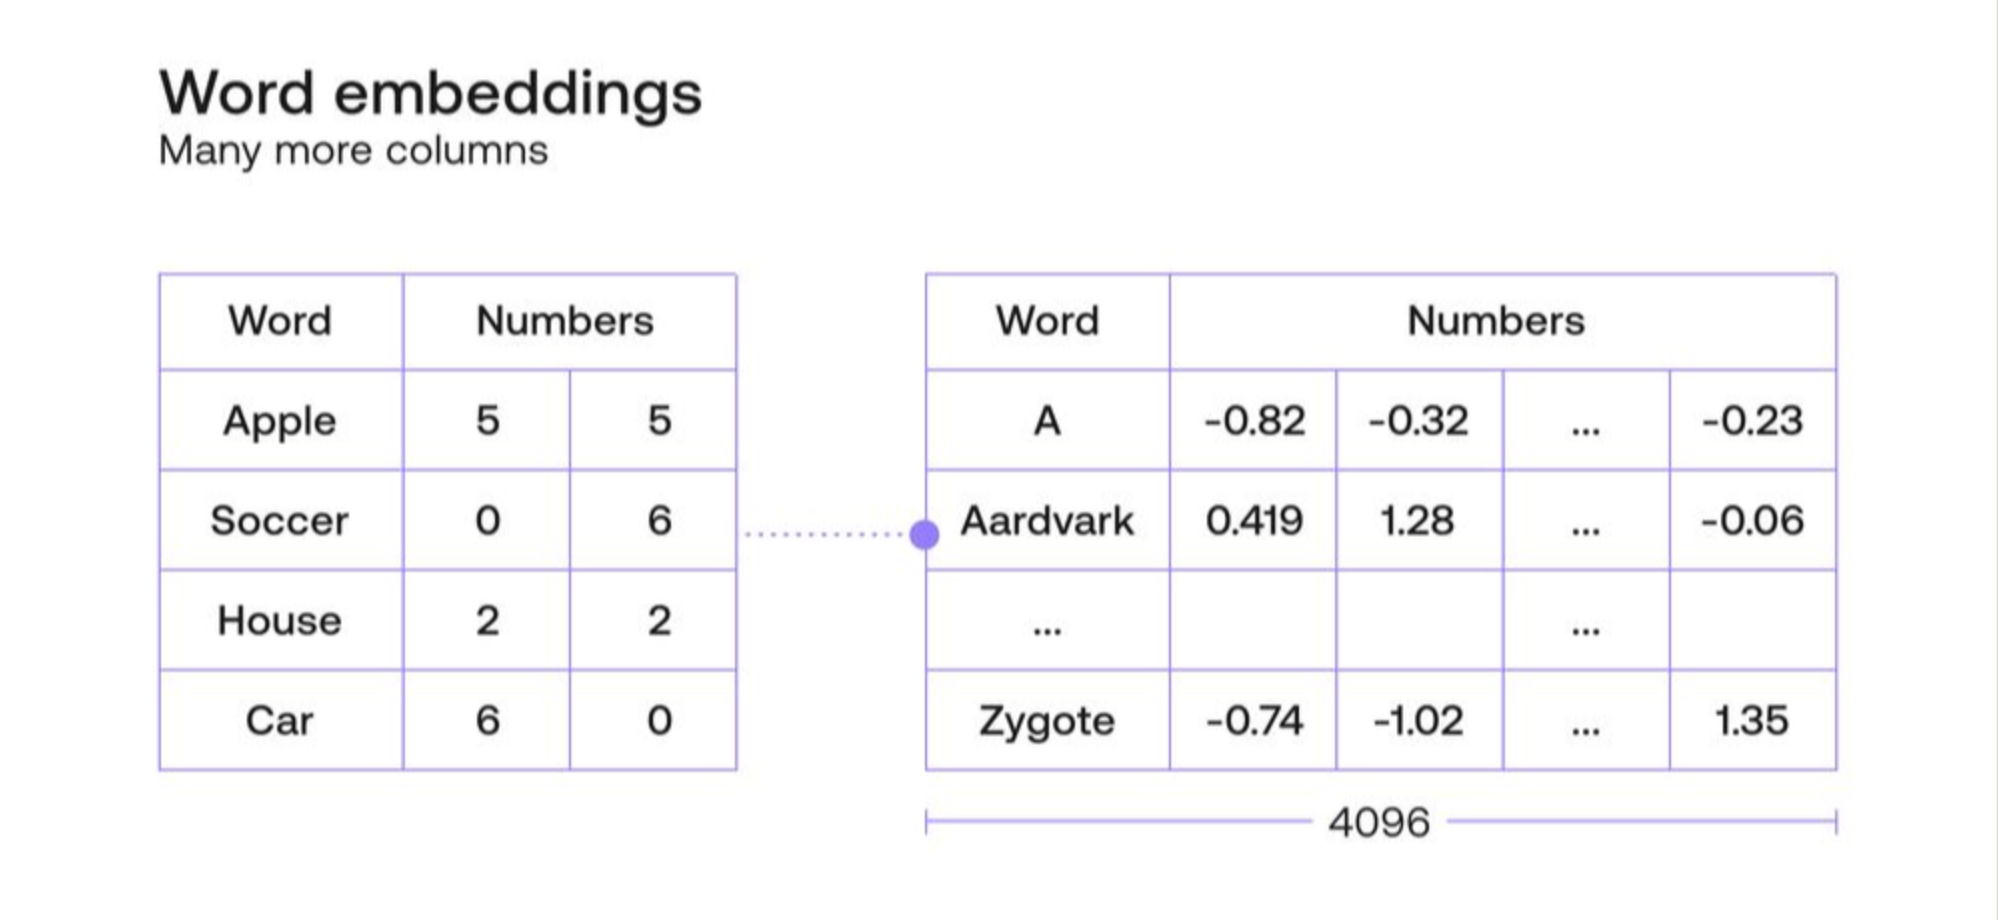 Word embeddings
Many more columns
Word Numbers
Apple 5 5
Soccer 0 6
House 2 2
Car 6 0
Word Numbers
A -0.82 -0.32 ... -0.23
Aardvark 0.419 1.28 ... -0.06
... ...
Zygote -0.74 -1.02 ... 1.35
4096